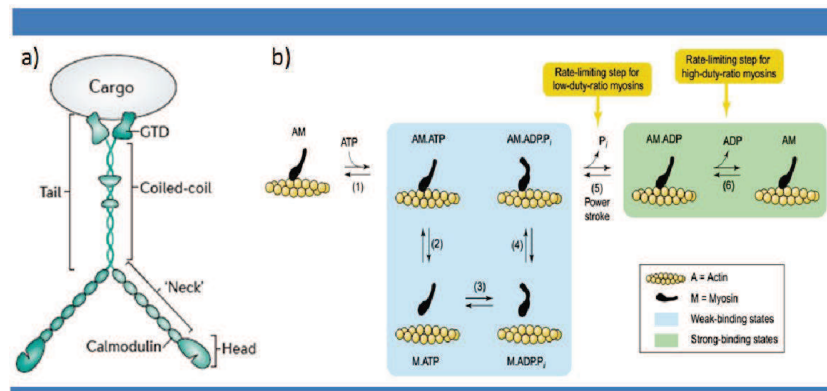 a)
Cargo
GTD
Tail
Coiled-coil
'Neck'
Calmodulin
Head
b)
Rate-limiting step for
low-duty-ratio myosins
Rate-limiting step for
high-duty-ratio myosins
AM
ATP
(1)
AM.ATP
AM.ADP.Pi
Pi
(5)
Power
stroke
AM.ADP
ADP
(6)
AM
(2)
(4)
(3)
M.ATP
M.ADP.Pi
A = Actin
M = Myosin
Weak-binding states
Strong-binding states